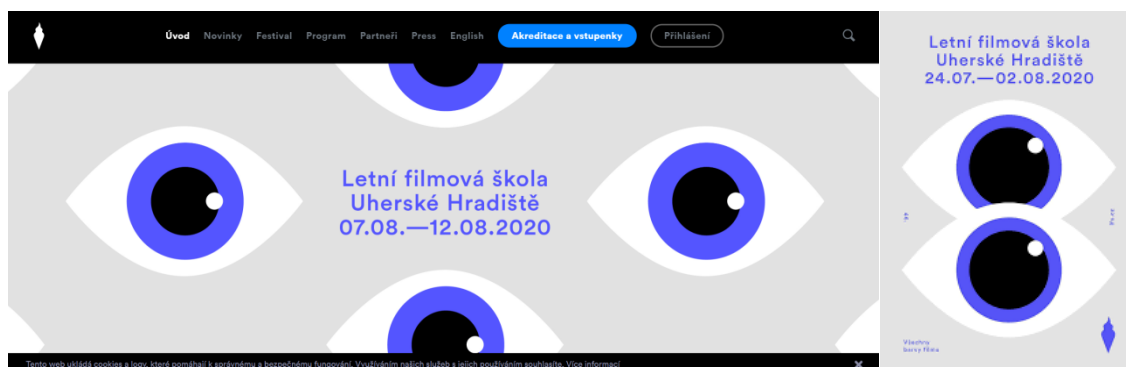 Úvod Novinky Festival Program Partneři Press English Akreditace a vstupenky Přihlášení
Letní filmová škola
Uherské Hradiště
07.08.—12.08.2020
Tento web ukládá cookies a logy, které pomáhají k správnému a bezpečnému fungování. Využíváním našich služeb s jejich používáním souhlasíte. Více informací
Letní filmová škola
Uherské Hradiště
24.07.—02.08.2020
Všechny
barvy filmu